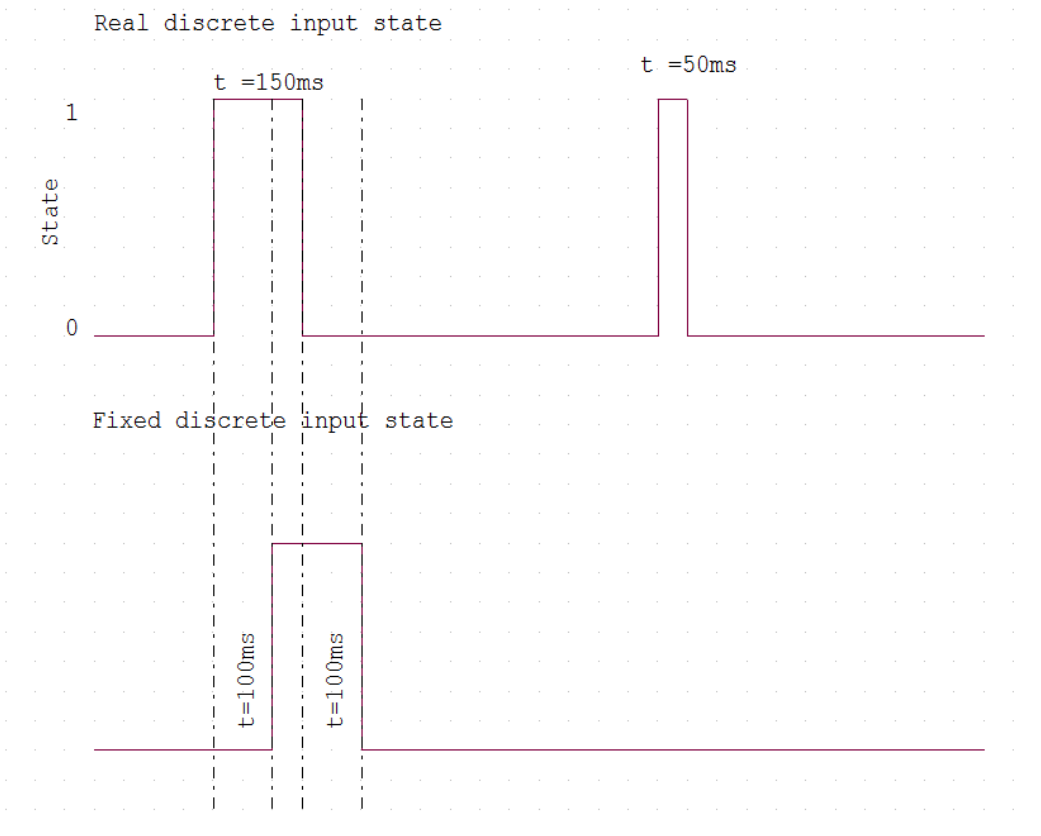 Real discrete input state
t =50ms
t =150ms
1
State
0
Fixed discrete input state
t=100ms
t=100ms